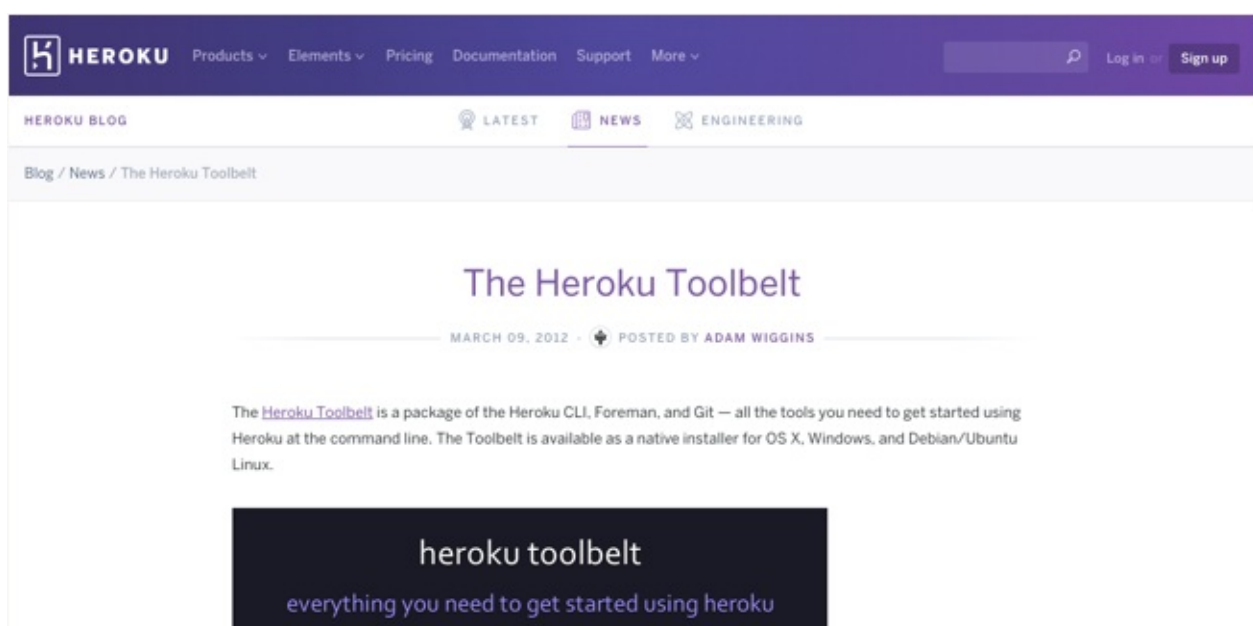 HEROKU Products Elements Pricing Documentation Support More Log in or Sign up
HEROKU BLOG LATEST NEWS ENGINEERING
Blog / News / The Heroku Toolbelt
The Heroku Toolbelt
MARCH 09, 2012 · POSTED BY ADAM WIGGINS
The Heroku Toolbelt is a package of the Heroku CLI, Foreman, and Git — all the tools you need to get started using
Heroku at the command line. The Toolbelt is available as a native installer for OS X, Windows, and Debian/Ubuntu
Linux.
heroku toolbelt
everything you need to get started using heroku